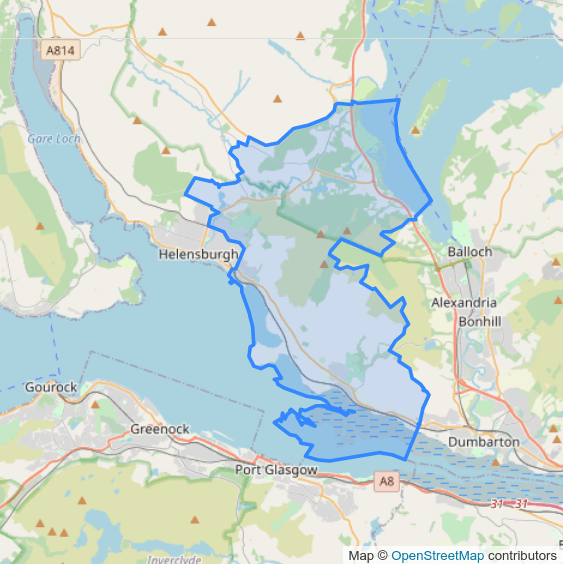 A814
Gare Loch
Helensburgh
Balloch
Alexandria
Bonhill
Gourock
Greenock
Dumbarton
Port Glasgow
A8
31
31
Inverclyde
Map © OpenStreetMap contributors